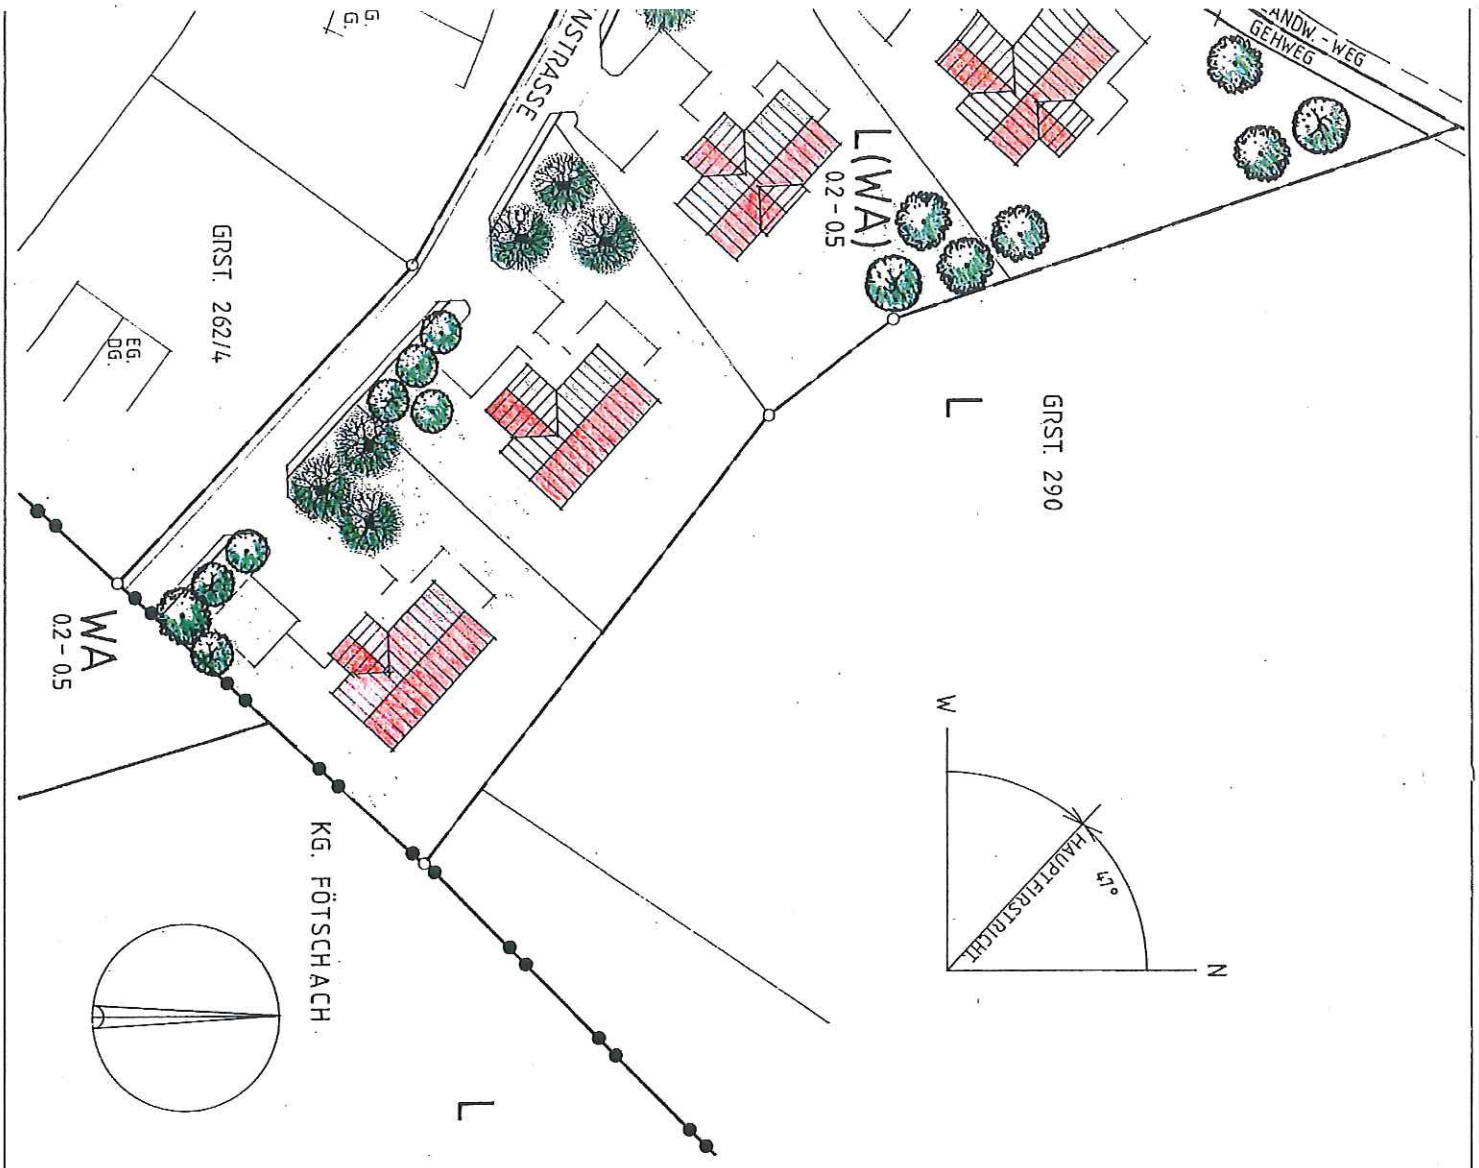 G.
G.
NSTRASSE
ANDW.-WEG
GEHWEG
L(WA)
0.2-0.5
GRST. 262/4
EG.
DG.
L
GRST. 290
WA
0.2-0.5
W
N
HAUPTFIRSTRICHT.
47°
KG. FÖTSCHACH
L